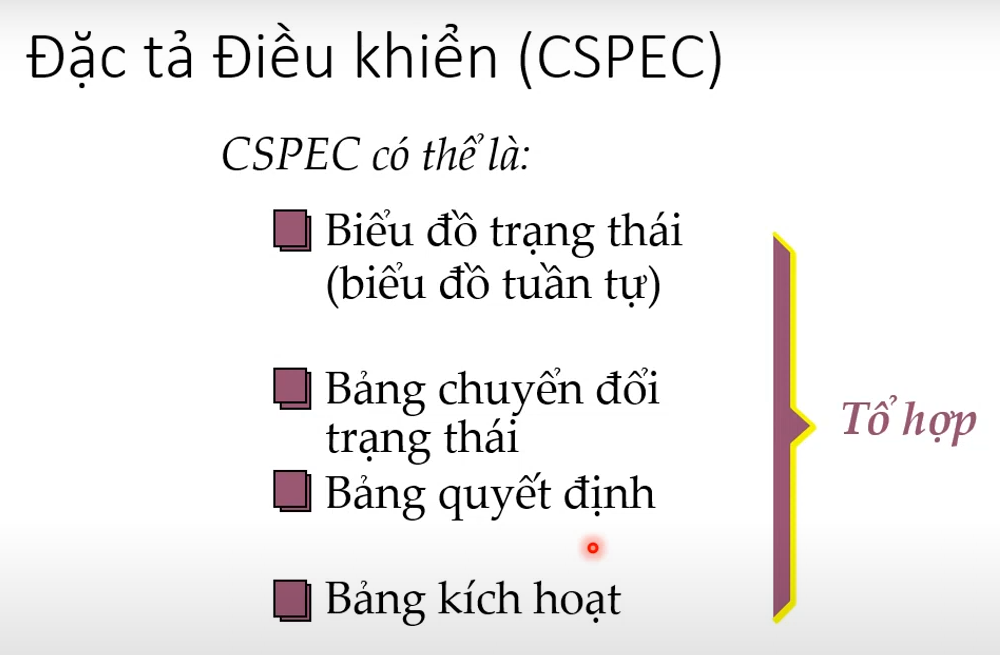 Đặc tả Điều khiển (CSPEC)
CSPEC có thể là:
Biểu đồ trạng thái
(biểu đồ tuần tự)
Bảng chuyển đổi
trạng thái
Bảng quyết định
Bảng kích hoạt
Tổ hợp